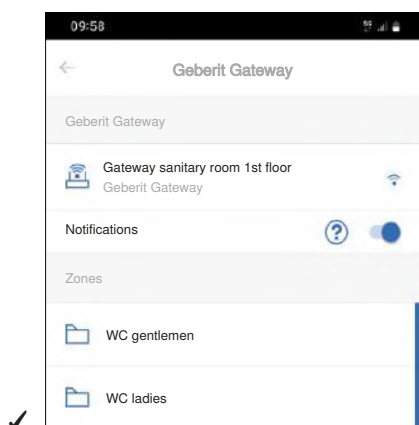 09:58
Geberit Gateway
Geberit Gateway
Gateway sanitary room 1st floor
Geberit Gateway
Notifications
?
Zones
WC gentlemen
WC ladies